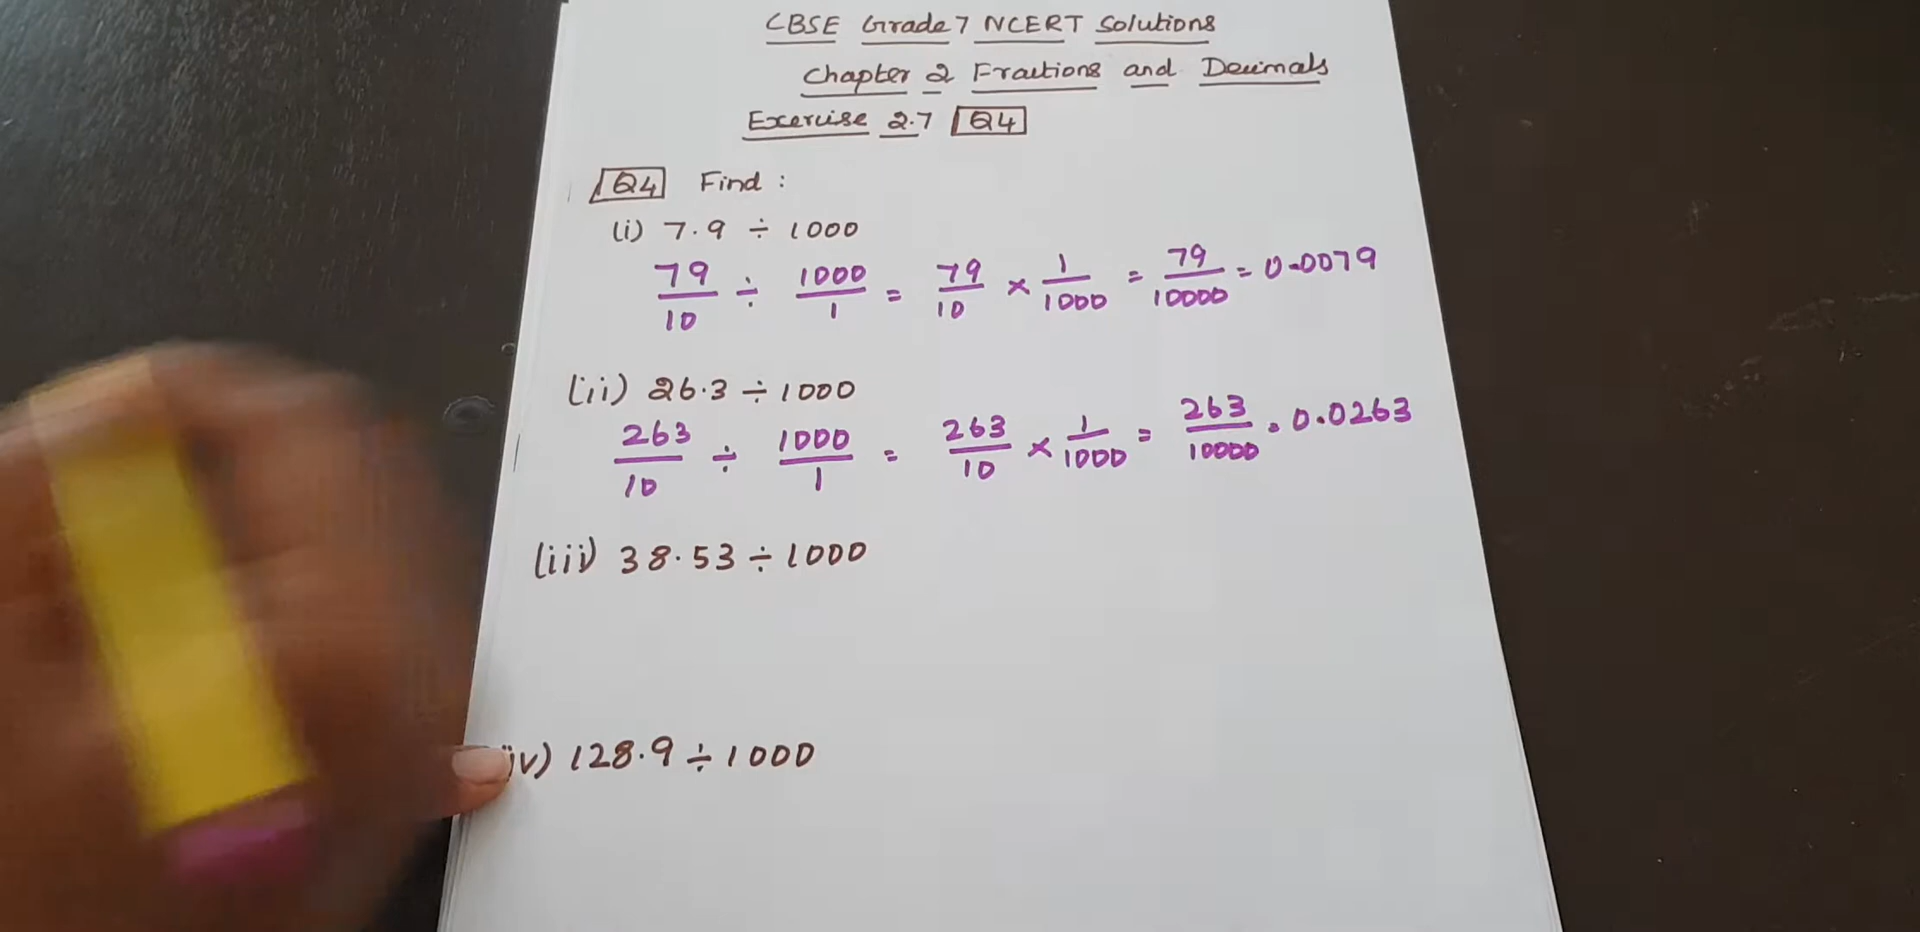 CBSE Grade 7 NCERT Solutions
Chapter 2 Fractions and Decimals
Exercise 2.7 Q4
Q4 Find :
(i) 7.9 ÷ 1000
79/10 ÷ 1000/1 = 79/10 × 1/1000 = 79/10000 = 0.0079
(ii) 26.3 ÷ 1000
263/10 ÷ 1000/1 = 263/10 × 1/1000 = 263/10000 = 0.0263
(iii) 38.53 ÷ 1000
iv) 128.9 ÷ 1000